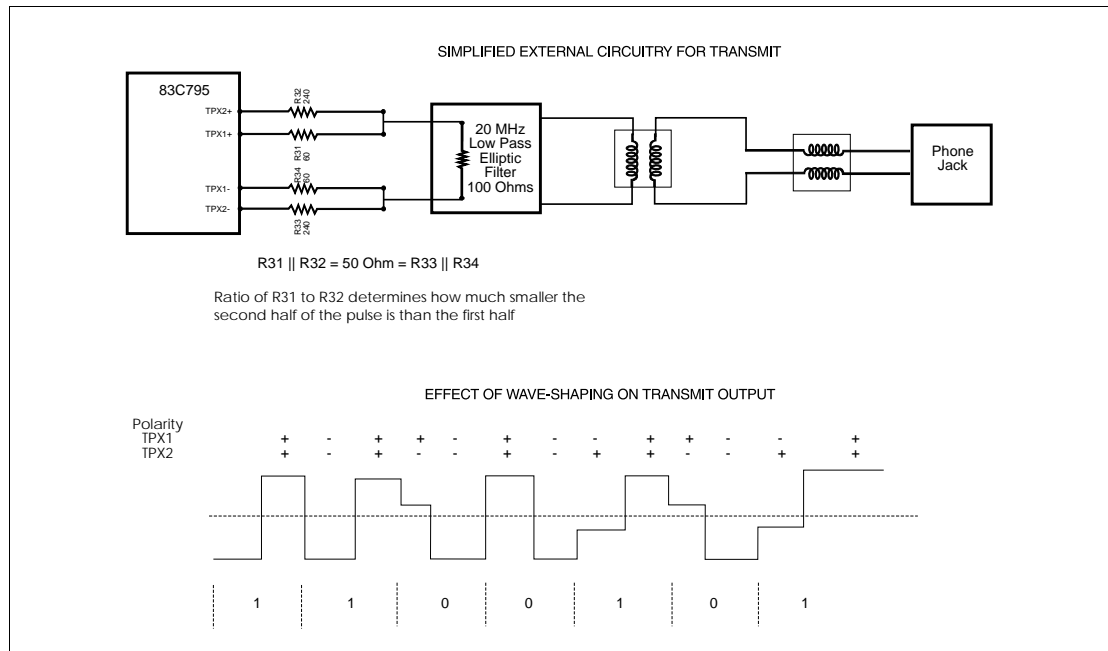 SIMPLIFIED EXTERNAL CIRCUITRY FOR TRANSMIT
83C795
TPX2+
TPX1+
TPX1-
TPX2-
R32
240
R31
60
R34
60
R33
240
20 MHz
Low Pass
Elliptic
Filter
100 Ohms
Phone
Jack
R31 || R32 = 50 Ohm = R33 || R34
Ratio of R31 to R32 determines how much smaller the
second half of the pulse is than the first half
EFFECT OF WAVE-SHAPING ON TRANSMIT OUTPUT
Polarity
TPX1 + - + + - + - - + + - - +
TPX2 + - + - - + - + + - - + +
1 1 0 0 1 0 1